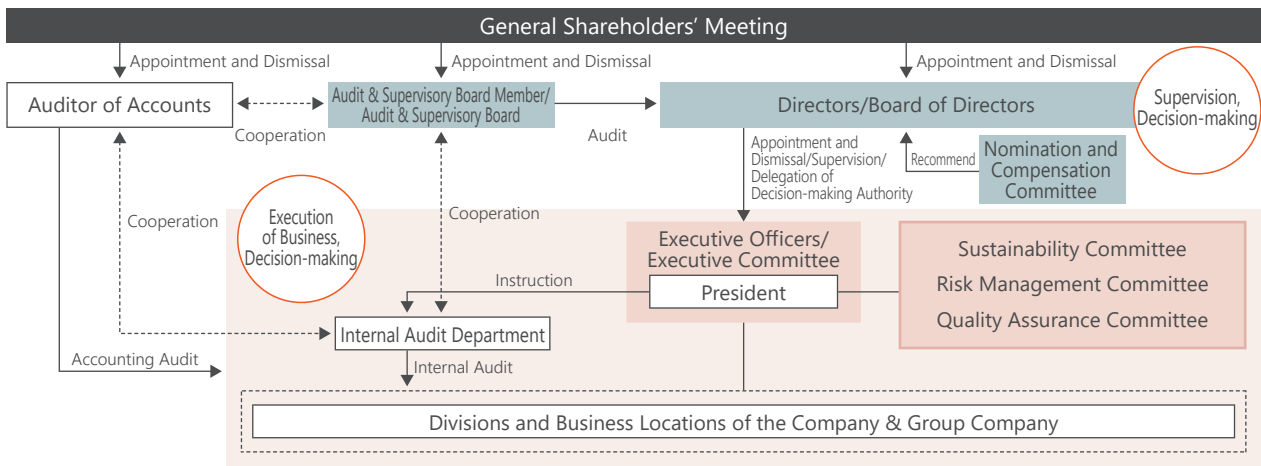 General Shareholders’ Meeting
Appointment and Dismissal
Appointment and Dismissal
Appointment and Dismissal
Auditor of Accounts
Cooperation
Audit & Supervisory Board Member/
Audit & Supervisory Board
Audit
Directors/Board of Directors
Supervision,
Decision-making
Appointment and
Dismissal/Supervision/
Delegation of
Decision-making Authority
Recommend
Nomination and
Compensation
Committee
Cooperation
Execution
of Business,
Decision-making
Cooperation
Executive Officers/
Executive Committee
President
Sustainability Committee
Risk Management Committee
Quality Assurance Committee
Instruction
Internal Audit Department
Accounting Audit
Internal Audit
Divisions and Business Locations of the Company & Group Company